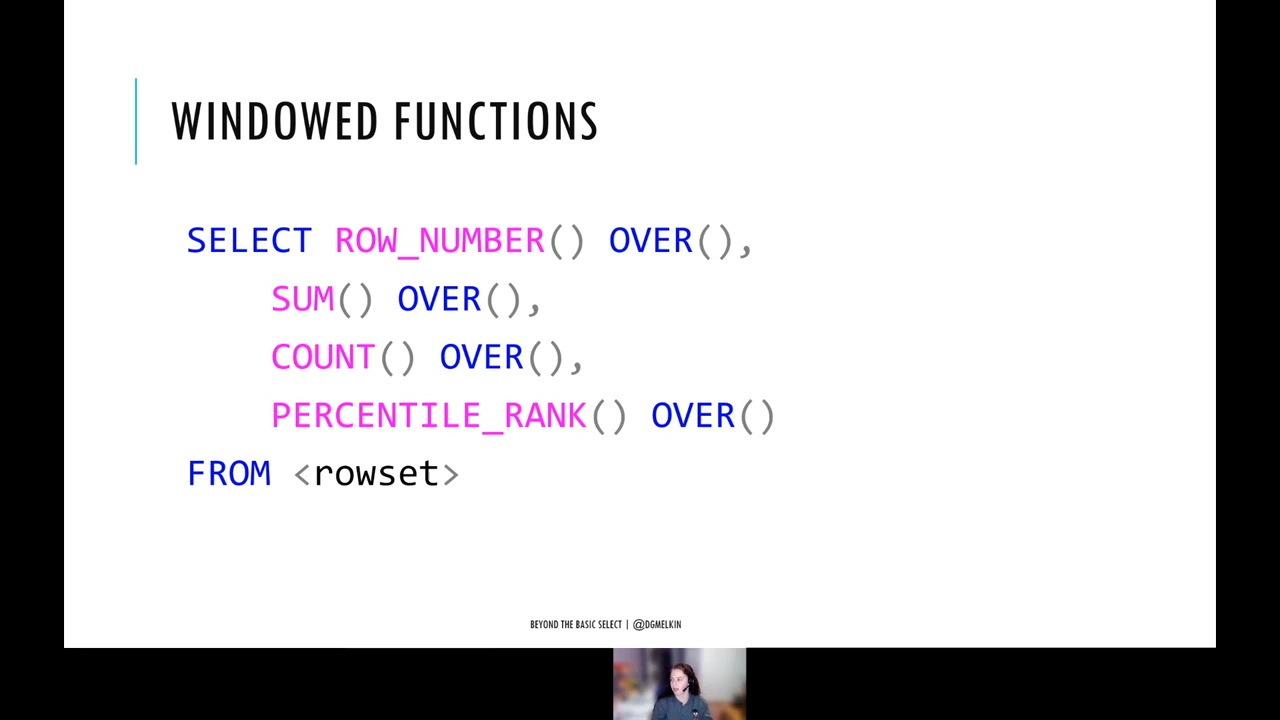 WINDOWED FUNCTIONS
SELECT ROW_NUMBER() OVER(),
SUM() OVER(),
COUNT() OVER(),
PERCENTILE_RANK() OVER()
FROM <rowset>
BEYOND THE BASIC SELECT | @DGMELKIN